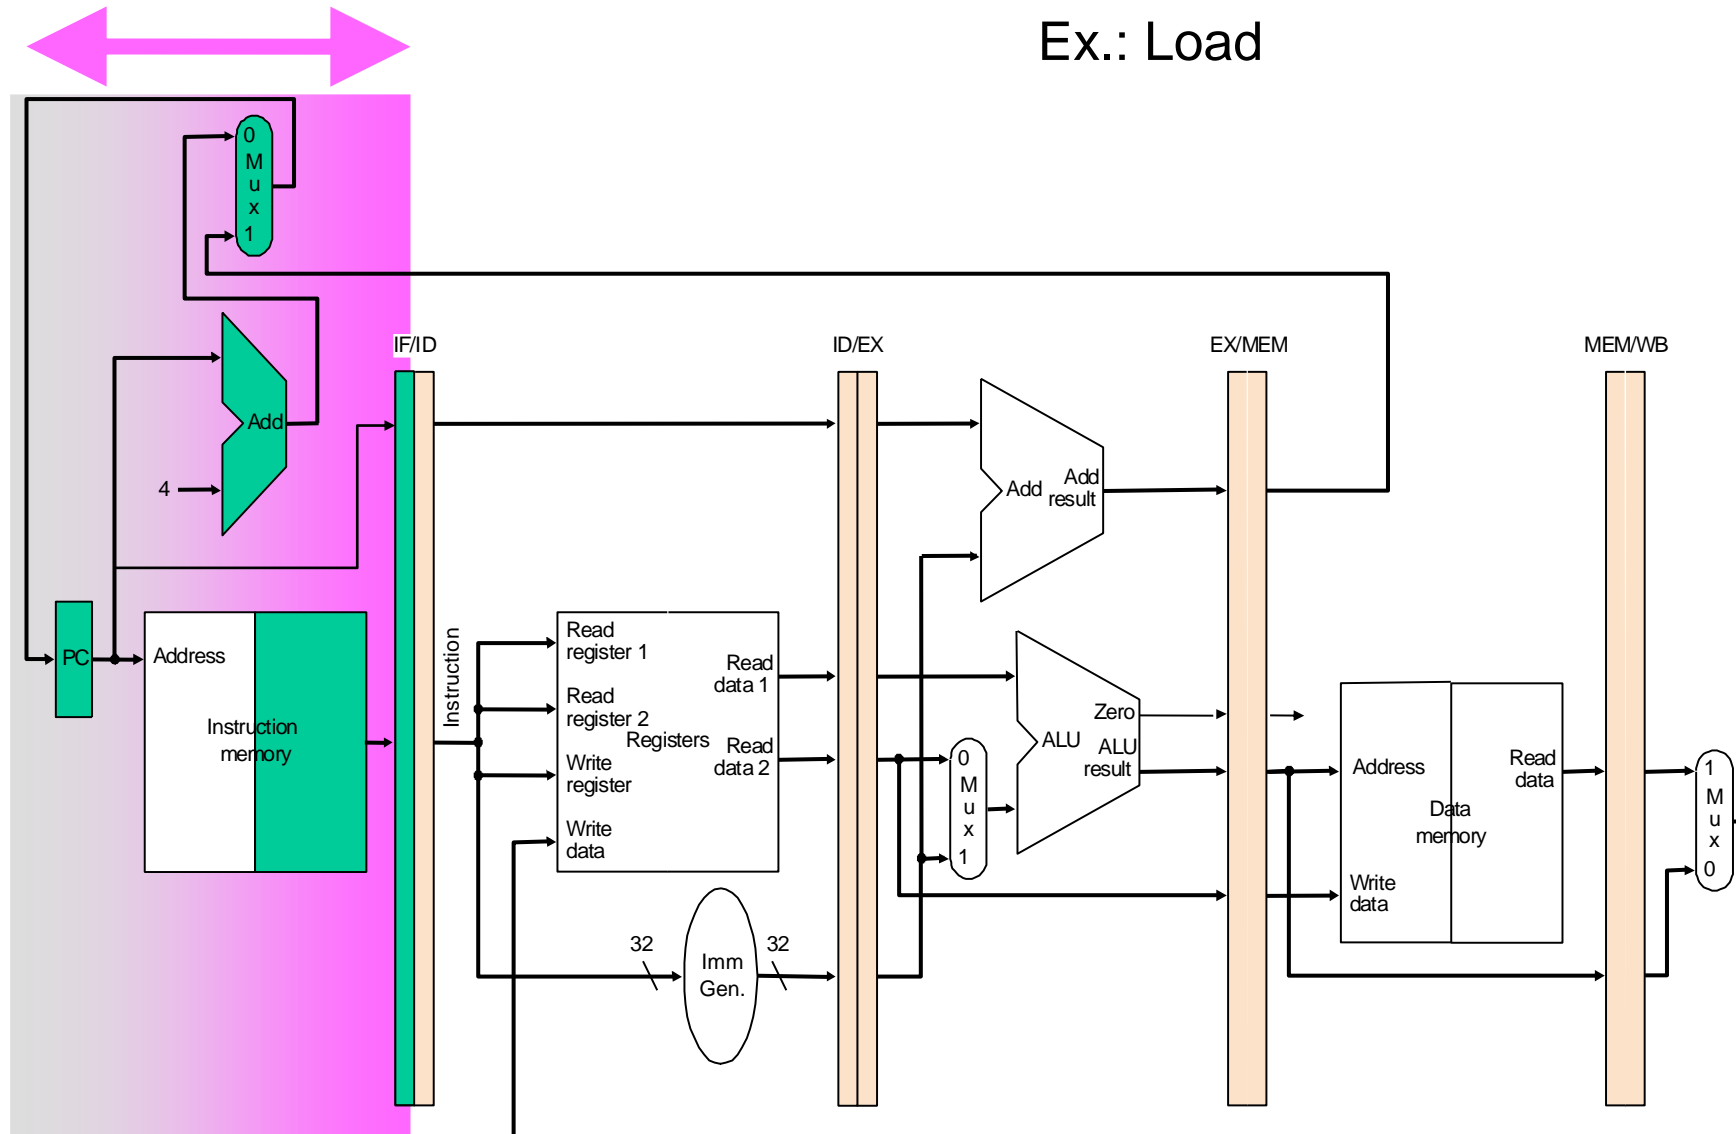 Ex.: Load
0
M
u
x
1
IF/ID
ID/EX
EX/MEM
MEM/WB
Add
4
Add
Add
result
PC
Address
Instruction
memory
Instruction
Read
register 1
Read
register 2
Registers
Write
register
Write
data
Read
data 1
Read
data 2
0
M
u
x
1
Zero
ALU
ALU
result
Address
Read
data
Data
memory
Write
data
1
M
u
x
0
32
Imm
Gen.
32